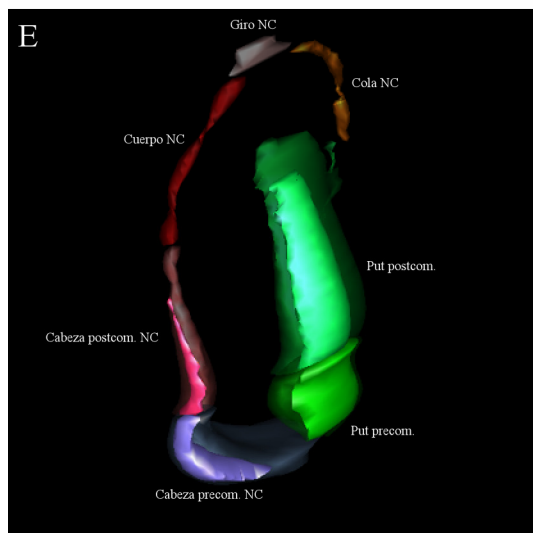 E
Giro NC
Cola NC
Cuerpo NC
Put postcom.
Cabeza postcom. NC
Put precom.
Cabeza precom. NC